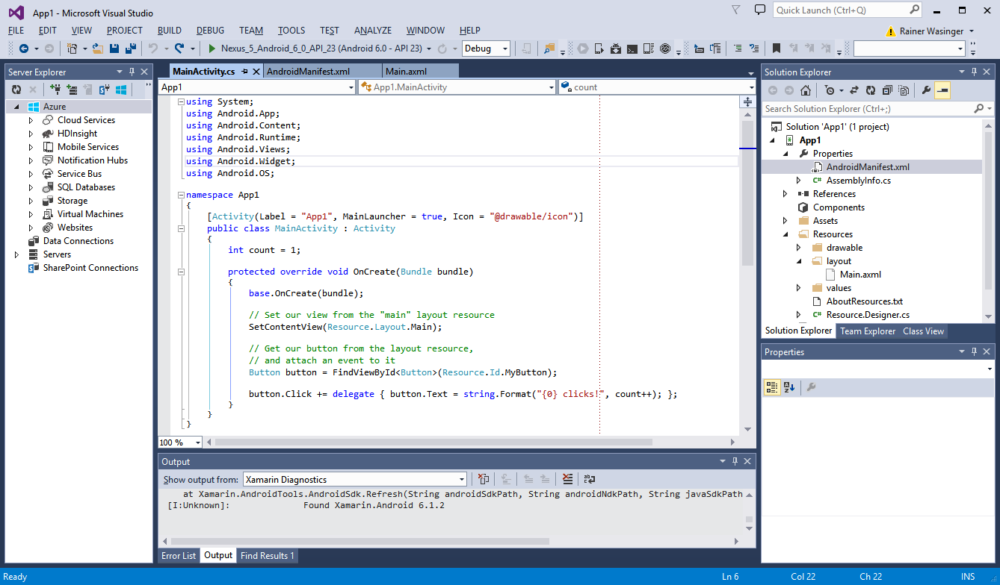 App1 - Microsoft Visual Studio
Quick Launch (Ctrl+Q)
FILE EDIT VIEW PROJECT BUILD DEBUG TEAM TOOLS TEST ANALYZE WINDOW HELP
Rainer Wasinger
Nexus_5_Android_6_0_API_23 (Android 6.0 - API 23)
Debug
Server Explorer
Azure
Cloud Services
HDInsight
Mobile Services
Notification Hubs
Service Bus
SQL Databases
Storage
Virtual Machines
Websites
Data Connections
Servers
SharePoint Connections
MainActivity.cs AndroidManifest.xml Main.axml
App1 App1.MainActivity count
using System;
using Android.App;
using Android.Content;
using Android.Runtime;
using Android.Views;
using Android.Widget;
using Android.OS;
namespace App1
{
[Activity(Label = "App1", MainLauncher = true, Icon = "@drawable/icon")]
public class MainActivity : Activity
{
int count = 1;
protected override void OnCreate(Bundle bundle)
{
base.OnCreate(bundle);
// Set our view from the "main" layout resource
SetContentView(Resource.Layout.Main);
// Get our button from the layout resource,
// and attach an event to it
Button button = FindViewById<Button>(Resource.Id.MyButton);
button.Click += delegate { button.Text = string.Format("{0} clicks!", count++); };
}
}
}
100 %
Output
Show output from: Xamarin Diagnostics
at Xamarin.AndroidTools.AndroidSdk.Refresh(String androidSdkPath, String androidNdkPath, String javaSdkPath
[I:Unknown]: Found Xamarin.Android 6.1.2
Error List Output Find Results 1
Solution Explorer
Search Solution Explorer (Ctrl+;)
Solution 'App1' (1 project)
App1
Properties
AndroidManifest.xml
AssemblyInfo.cs
References
Components
Assets
Resources
drawable
layout
Main.axml
values
AboutResources.txt
Resource.Designer.cs
Solution Explorer Team Explorer Class View
Properties
Ready Ln 6 Col 22 Ch 22 INS